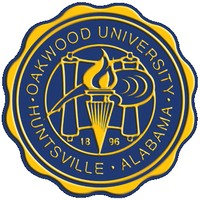 · OAKWOOD UNIVERSITY ·
HUNTSVILLE · ALABAMA
18 96